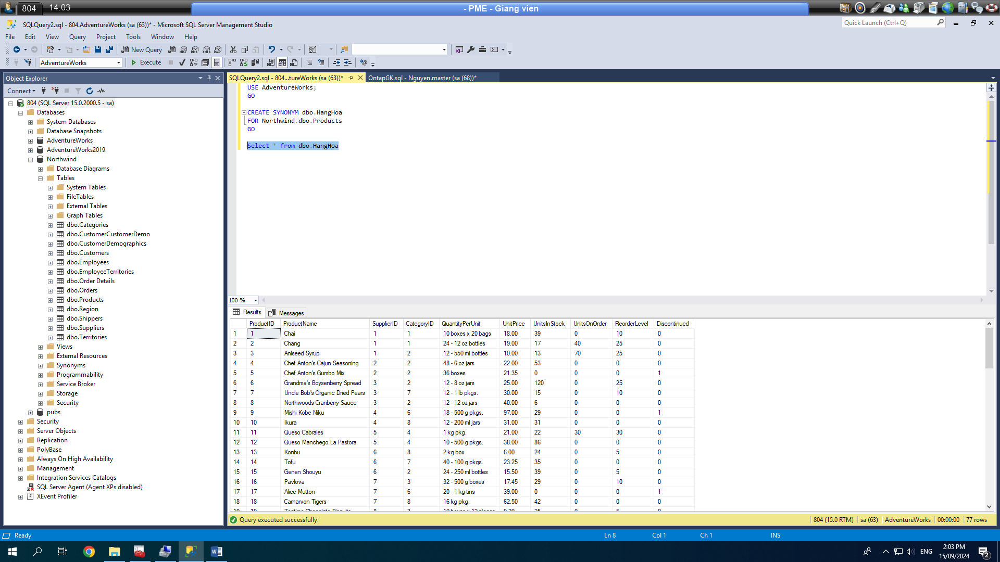 804
14:03
- PME - Giang vien
SQLQuery2.sql - 804.AdventureWorks (sa (63))* - Microsoft SQL Server Management Studio
Quick Launch (Ctrl+Q)
File Edit View Query Project Tools Window Help
New Query
MDX DMX XMLA DAX
AdventureWorks
Execute
Object Explorer
SQLQuery2.sql - 804...tureWorks (sa (63))*
OntapGK.sql - Nguyen.master (sa (68))*
Connect
804 (SQL Server 15.0.2000.5 - sa)
Databases
System Databases
Database Snapshots
AdventureWorks
AdventureWorks2019
Northwind
Database Diagrams
Tables
System Tables
FileTables
External Tables
Graph Tables
dbo.Categories
dbo.CustomerCustomerDemo
dbo.CustomerDemographics
dbo.Customers
dbo.Employees
dbo.EmployeeTerritories
dbo.Order Details
dbo.Orders
dbo.Products
dbo.Region
dbo.Shippers
dbo.Suppliers
dbo.Territories
Views
External Resources
Synonyms
Programmability
Service Broker
Storage
Security
pubs
Security
Server Objects
Replication
PolyBase
Always On High Availability
Management
Integration Services Catalogs
SQL Server Agent (Agent XPs disabled)
XEvent Profiler
USE AdventureWorks;
GO
CREATE SYNONYM dbo.HangHoa
FOR Northwind.dbo.Products
GO
Select * from dbo.HangHoa
100 %
Results Messages
ProductID ProductName SupplierID CategoryID QuantityPerUnit UnitPrice UnitsInStock UnitsOnOrder ReorderLevel Discontinued
1 1 Chai 1 1 10 boxes x 20 bags 18.00 39 0 10 0
2 2 Chang 1 1 24 - 12 oz bottles 19.00 17 40 25 0
3 3 Aniseed Syrup 1 2 12 - 550 ml bottles 10.00 13 70 25 0
4 4 Chef Anton's Cajun Seasoning 2 2 48 - 6 oz jars 22.00 53 0 0 0
5 5 Chef Anton's Gumbo Mix 2 2 36 boxes 21.35 0 0 0 1
6 6 Grandma's Boysenberry Spread 3 2 12 - 8 oz jars 25.00 120 0 25 0
7 7 Uncle Bob's Organic Dried Pears 3 7 12 - 1 lb pkgs. 30.00 15 0 10 0
8 8 Northwoods Cranberry Sauce 3 2 12 - 12 oz jars 40.00 6 0 0 0
9 9 Mishi Kobe Niku 4 6 18 - 500 g pkgs. 97.00 29 0 0 1
10 10 Ikura 4 8 12 - 200 ml jars 31.00 31 0 0 0
11 11 Queso Cabrales 5 4 1 kg pkg. 21.00 22 30 30 0
12 12 Queso Manchego La Pastora 5 4 10 - 500 g pkgs. 38.00 86 0 0 0
13 13 Konbu 6 8 2 kg box 6.00 24 0 5 0
14 14 Tofu 6 7 40 - 100 g pkgs. 23.25 35 0 0 0
15 15 Genen Shouyu 6 2 24 - 250 ml bottles 15.50 39 0 5 0
16 16 Pavlova 7 3 32 - 500 g boxes 17.45 29 0 10 0
17 17 Alice Mutton 7 6 20 - 1 kg tins 39.00 0 0 0 1
18 18 Carnarvon Tigers 7 8 16 kg pkg. 62.50 42 0 0 0
Query executed successfully.
804 (15.0 RTM) sa (63) AdventureWorks 00:00:00 77 rows
Ready
Ln 8 Col 1 Ch 1 INS
ENG
2:03 PM
15/09/2024
2